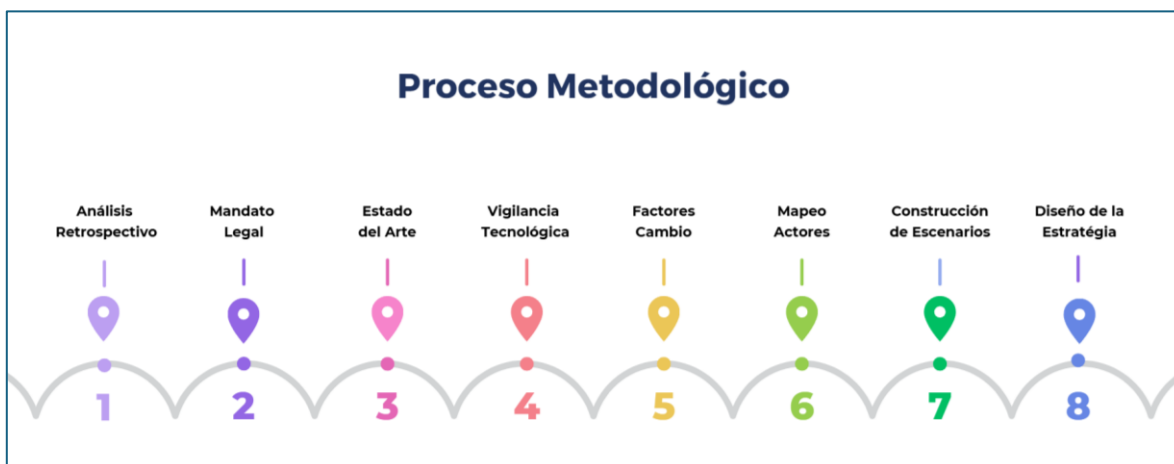 Proceso Metodológico
Análisis
Retrospectivo
Mandato
Legal
Estado
del Arte
Vigilancia
Tecnológica
Factores
Cambio
Mapeo
Actores
Construcción
de Escenarios
Diseño de la
Estratégia
1
2
3
4
5
6
7
8